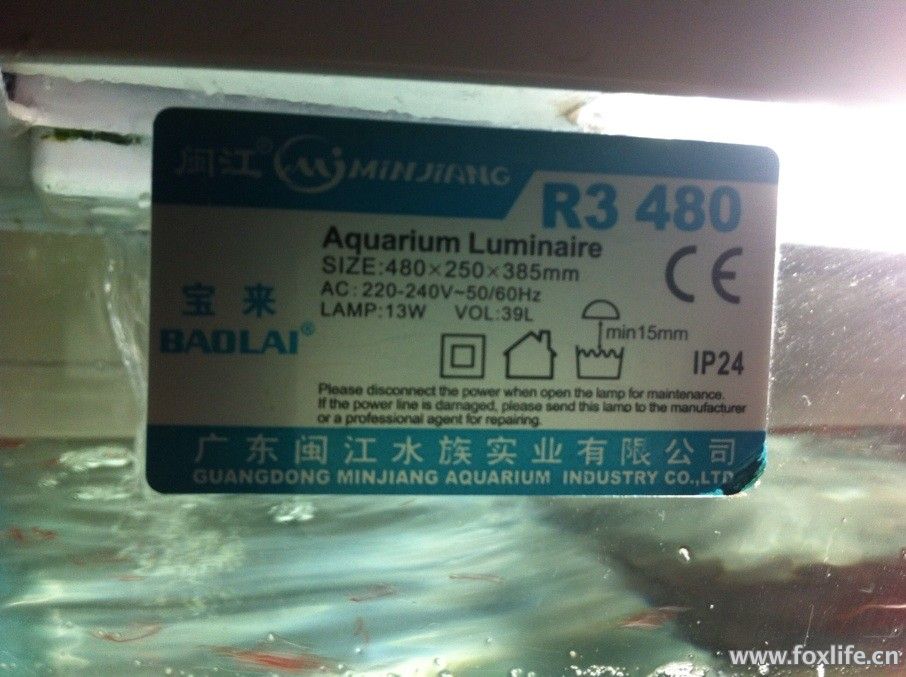 闽江® MJ MINJIANG
R3 480
Aquarium Luminaire
SIZE:480×250×385mm
AC: 220-240V~50/60Hz
LAMP:13W VOL:39L
宝来
BAOLAI®
min15mm
IP24
CE
Please disconnect the power when open the lamp for maintenance.
If the power line is damaged, please send this lamp to the manufacturer
or a professional agent for repairing.
广东闽江水族实业有限公司
GUANGDONG MINJIANG AQUARIUM INDUSTRY CO.,LTD
www.foxlife.cn